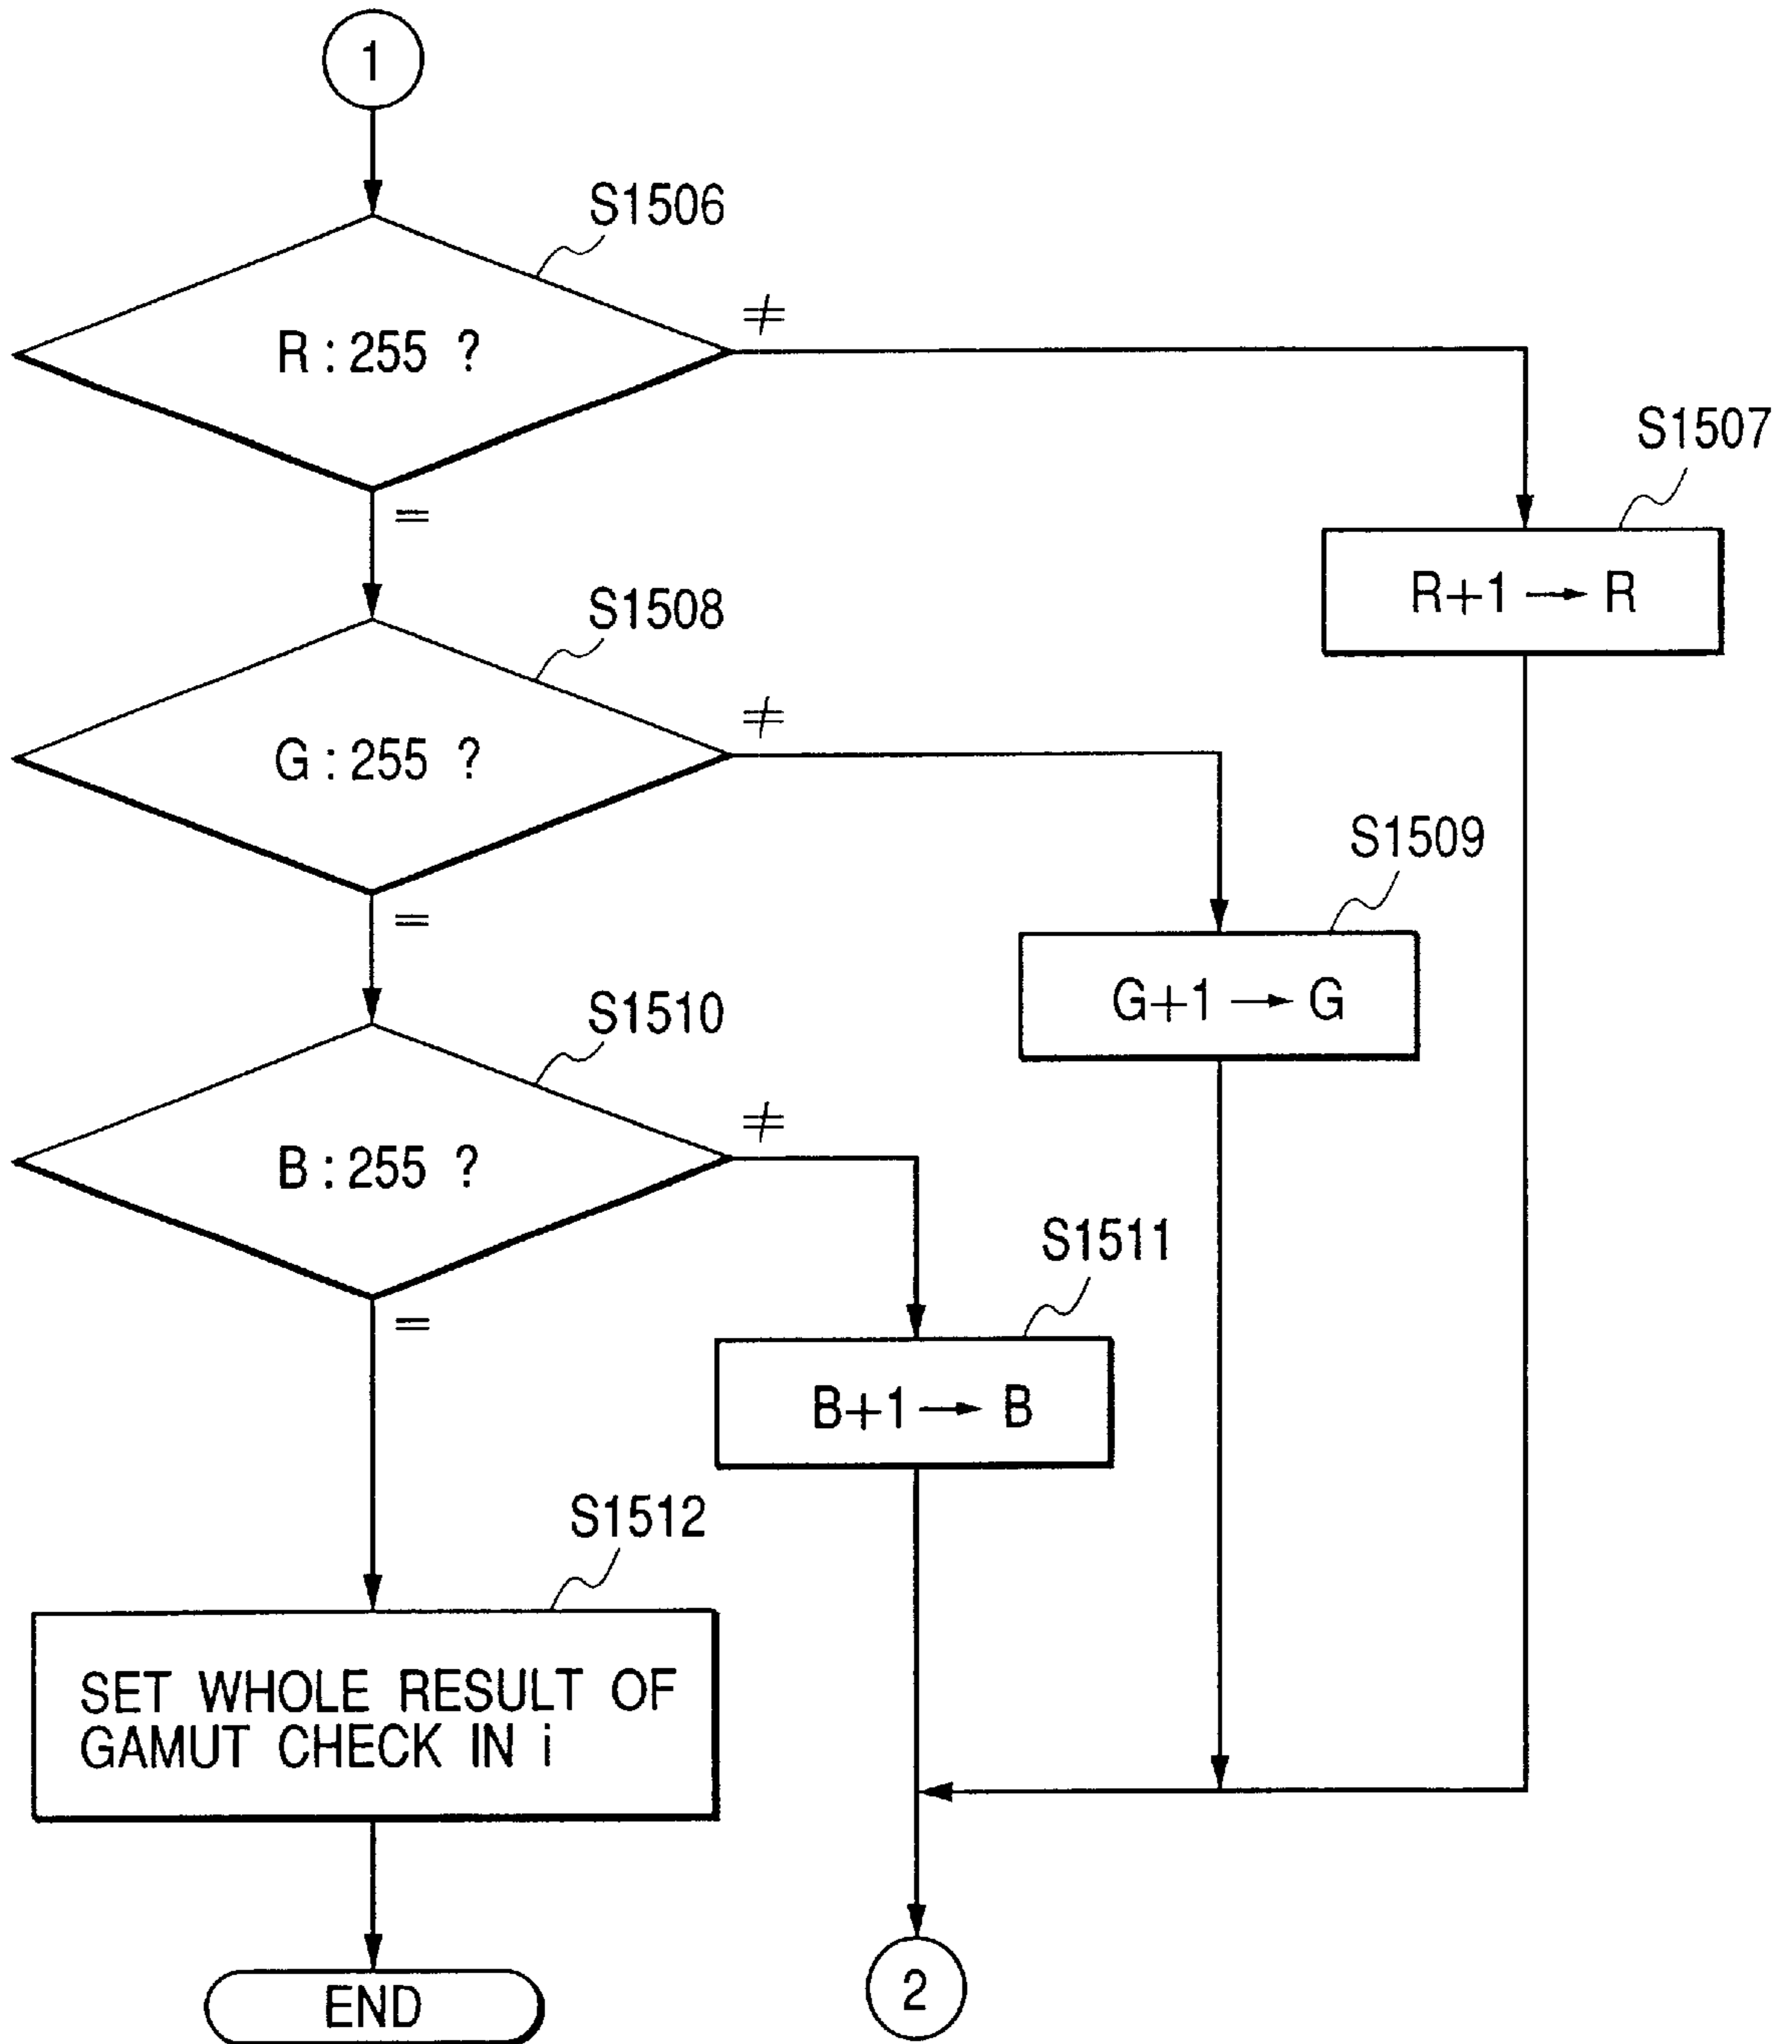 1
S1506
R : 255 ?
≠
=
S1507
R+1 → R
S1508
G : 255 ?
≠
=
S1509
G+1 → G
S1510
B : 255 ?
≠
=
S1511
B+1 → B
S1512
SET WHOLE RESULT OF
GAMUT CHECK IN i
END
2